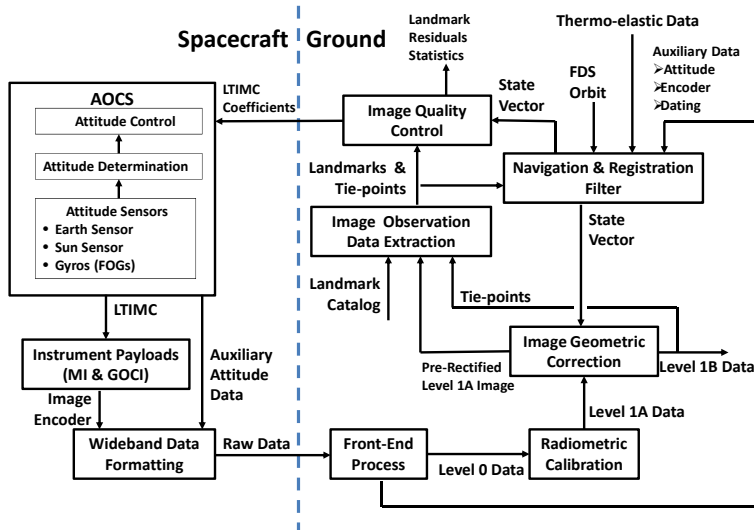 Spacecraft
Ground
Landmark
Residuals
Statistics
Thermo-elastic Data
Auxiliary Data
➢Attitude
➢Encoder
➢Dating
FDS
Orbit
AOCS
Attitude Control
Attitude Determination
Attitude Sensors
• Earth Sensor
• Sun Sensor
• Gyros (FOGs)
LTIMC
Coefficients
Image Quality
Control
State
Vector
Landmarks &
Tie-points
Navigation & Registration
Filter
Image Observation
Data Extraction
State
Vector
Landmark
Catalog
Tie-points
LTIMC
Instrument Payloads
(MI & GOCI)
Auxiliary
Attitude
Data
Pre-Rectified
Level 1A Image
Image Geometric
Correction
Level 1B Data
Image
Encoder
Level 1A Data
Wideband Data
Formatting
Raw Data
Front-End
Process
Level 0 Data
Radiometric
Calibration